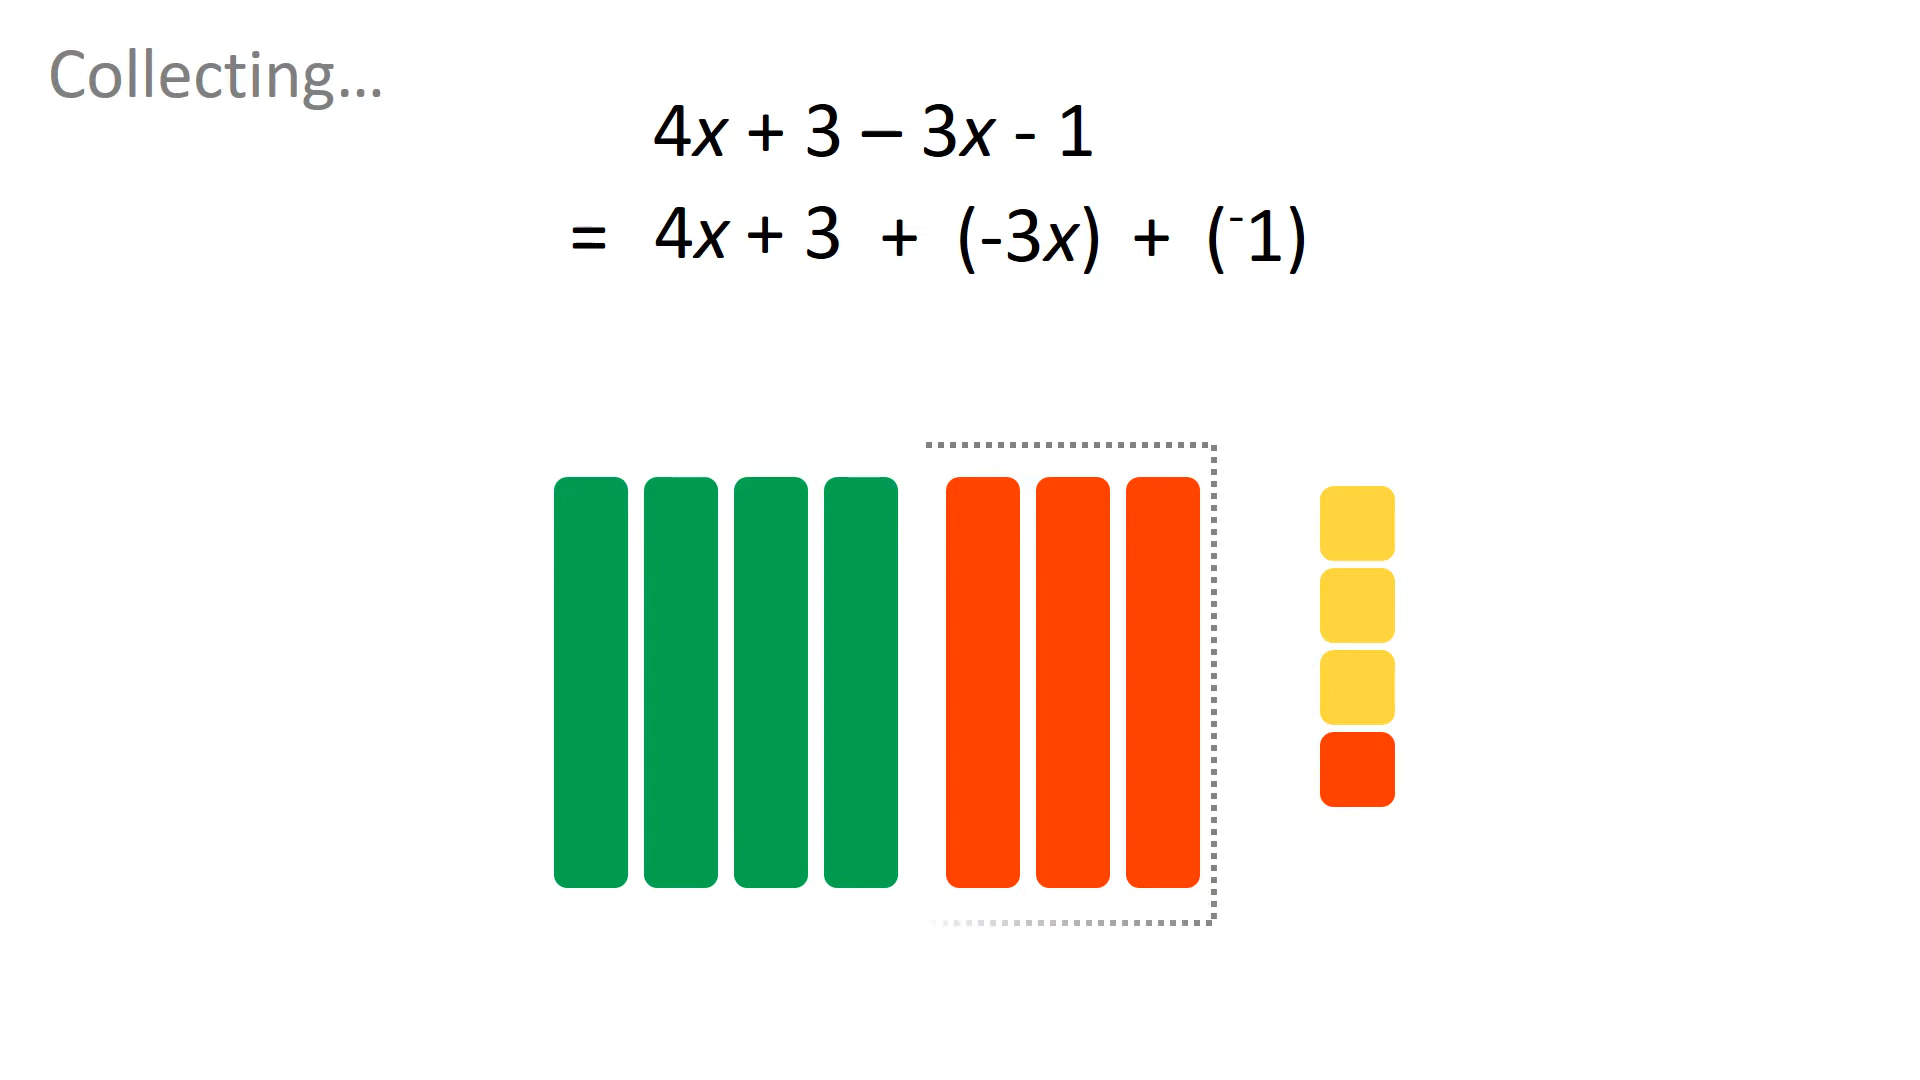 Collecting...
4x + 3 – 3x - 1
= 4x + 3 + (-3x) + (⁻1)